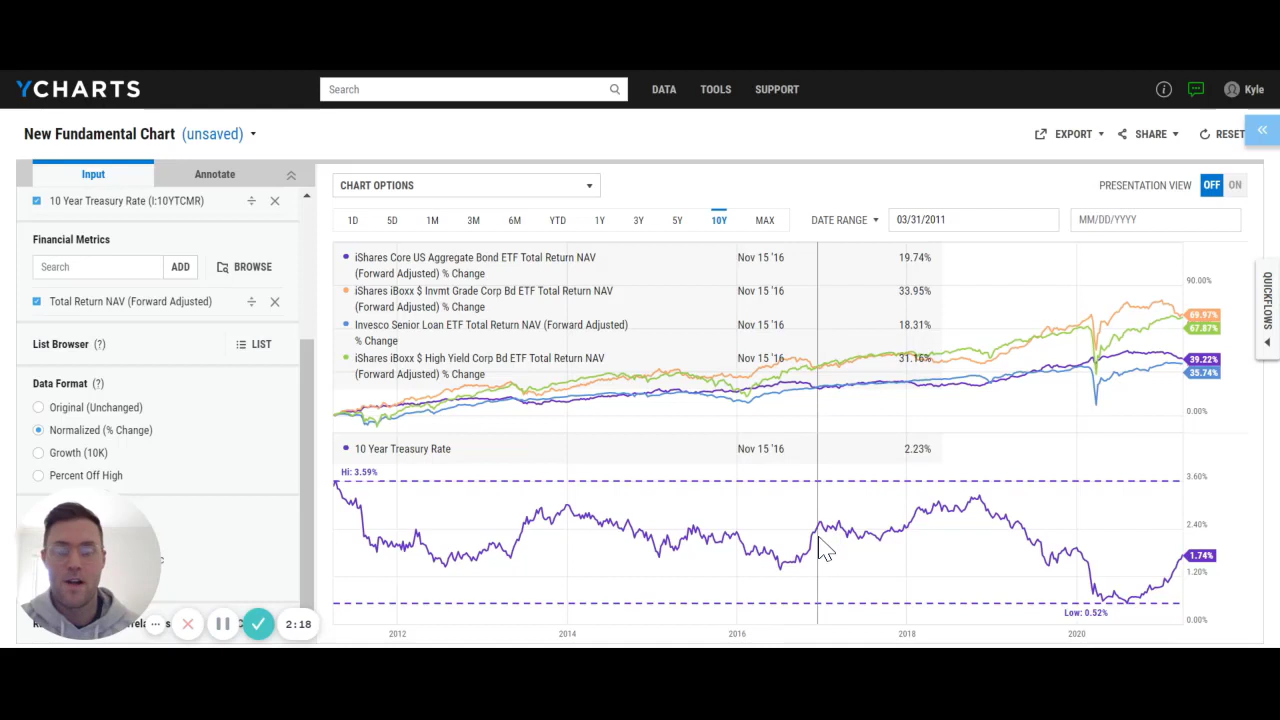 YCHARTS
Search
DATA
TOOLS
SUPPORT
Kyle
New Fundamental Chart (unsaved)
EXPORT
SHARE
RESET
Input
Annotate
CHART OPTIONS
PRESENTATION VIEW
OFF
ON
10 Year Treasury Rate (I:10YTCMR)
1D
5D
1M
3M
6M
YTD
1Y
3Y
5Y
10Y
MAX
DATE RANGE
03/31/2011
MM/DD/YYYY
Financial Metrics
Search
ADD
BROWSE
Total Return NAV (Forward Adjusted)
List Browser (?)
LIST
Data Format (?)
Original (Unchanged)
Normalized (% Change)
Growth (10K)
Percent Off High
iShares Core US Aggregate Bond ETF Total Return NAV
(Forward Adjusted) % Change
Nov 15 '16
19.74%
iShares iBoxx $ Invmt Grade Corp Bd ETF Total Return NAV
(Forward Adjusted) % Change
Nov 15 '16
33.95%
Invesco Senior Loan ETF Total Return NAV (Forward Adjusted)
% Change
Nov 15 '16
18.31%
iShares iBoxx $ High Yield Corp Bd ETF Total Return NAV
(Forward Adjusted) % Change
Nov 15 '16
31.16%
90.00%
69.97%
67.87%
39.22%
35.74%
0.00%
QUICKFLOWS
10 Year Treasury Rate
Nov 15 '16
2.23%
Hi: 3.59%
3.60%
2.40%
1.74%
1.20%
Low: 0.52%
0.00%
2012
2014
2016
2018
2020
2:18